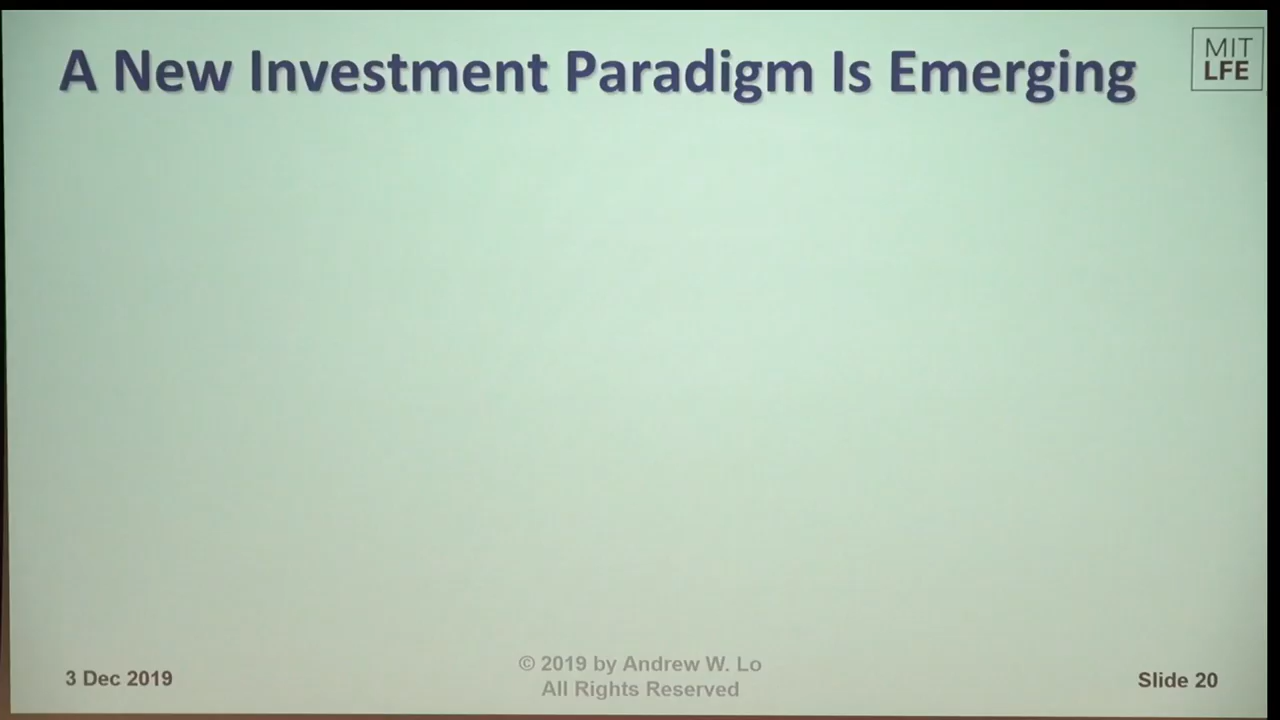 A New Investment Paradigm Is Emerging
MIT
LFE
3 Dec 2019
© 2019 by Andrew W. Lo
All Rights Reserved
Slide 20